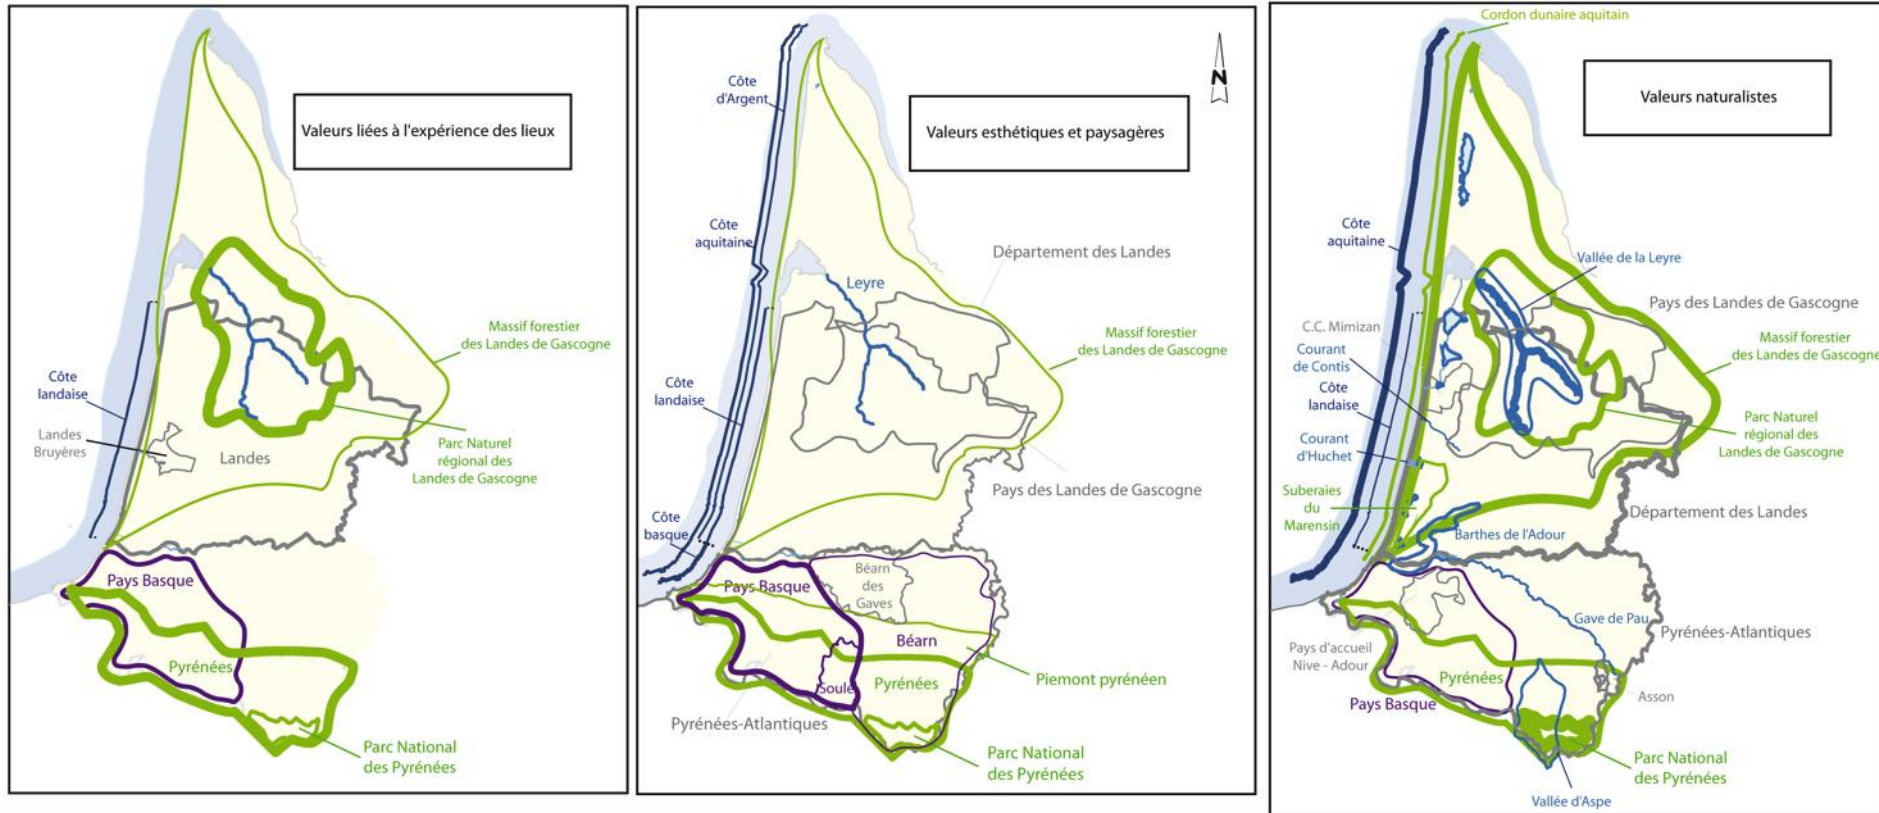 Valeurs liées à l'expérience des lieux
Massif forestier
des Landes de Gascogne
Côte
landaise
Landes
Bruyères
Landes
Parc Naturel
régional des
Landes de Gascogne
Pays Basque
Pyrénées
Parc National
des Pyrénées
N
Côte
d'Argent
Valeurs esthétiques et paysagères
Côte
aquitaine
Département des Landes
Leyre
Massif forestier
des Landes de Gascogne
Côte
landaise
Pays des Landes de Gascogne
Côte
basque
Pays Basque
Béarn
des
Gaves
Béarn
Piemont pyrénéen
Soule
Pyrénées
Pyrénées-Atlantiques
Parc National
des Pyrénées
Cordon dunaire aquitain
Valeurs naturalistes
Côte
aquitaine
Vallée de la Leyre
Pays des Landes de Gascogne
C.C. Mimizan
Massif forestier
des Landes de Gascogne
Courant
de Contis
Côte
landaise
Parc Naturel
régional des
Landes de Gascogne
Courant
d'Huchet
Suberaies
du
Marensin
Département des Landes
Barthes de l'Adour
Gave de Pau
Pyrénées-Atlantiques
Pays d'accueil
Nive - Adour
Pyrénées
Asson
Pays Basque
Parc National
des Pyrénées
Vallée d'Aspe